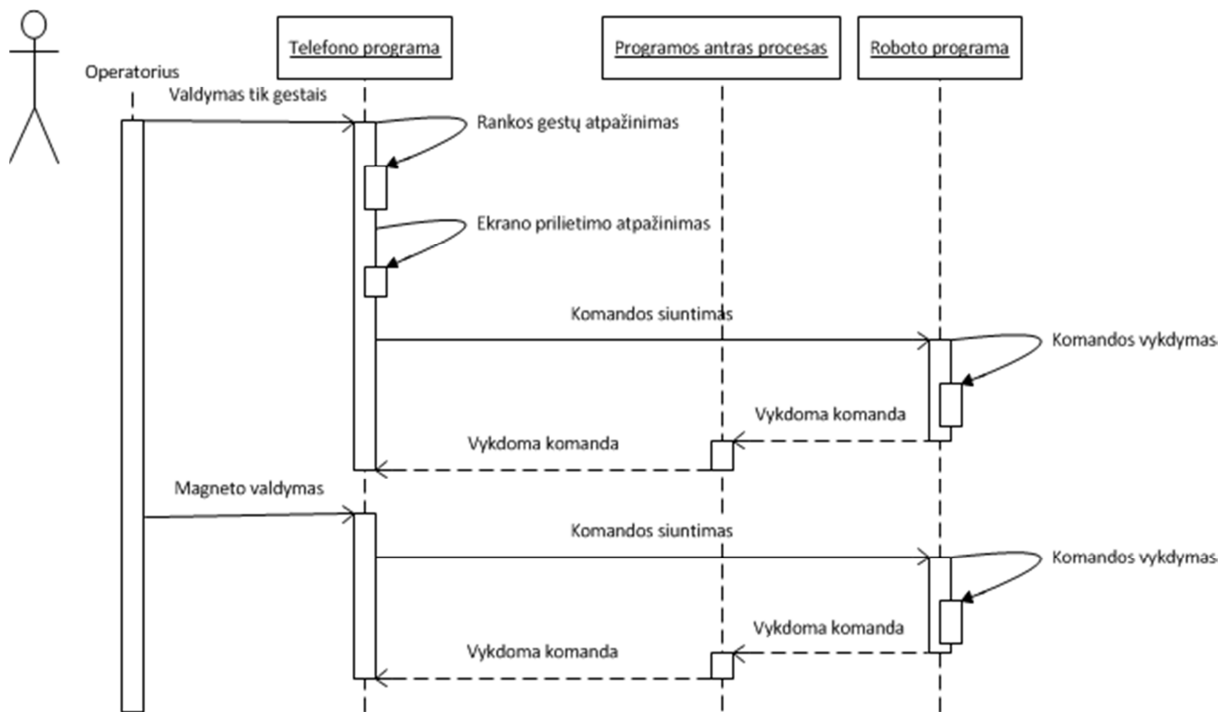 Telefono programa
Programos antras procesas
Roboto programa
Operatorius
Valdymas tik gestais
Rankos gestų atpažinimas
Ekrano prilietimo atpažinimas
Komandos siuntimas
Komandos vykdymas
Vykdoma komanda
Vykdoma komanda
Magneto valdymas
Komandos siuntimas
Komandos vykdymas
Vykdoma komanda
Vykdoma komanda